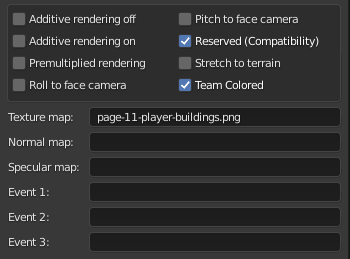 Additive rendering off Pitch to face camera
Additive rendering on Reserved (Compatibility)
Premultiplied rendering Stretch to terrain
Roll to face camera Team Colored
Texture map: page-11-player-buildings.png
Normal map:
Specular map:
Event 1:
Event 2:
Event 3: